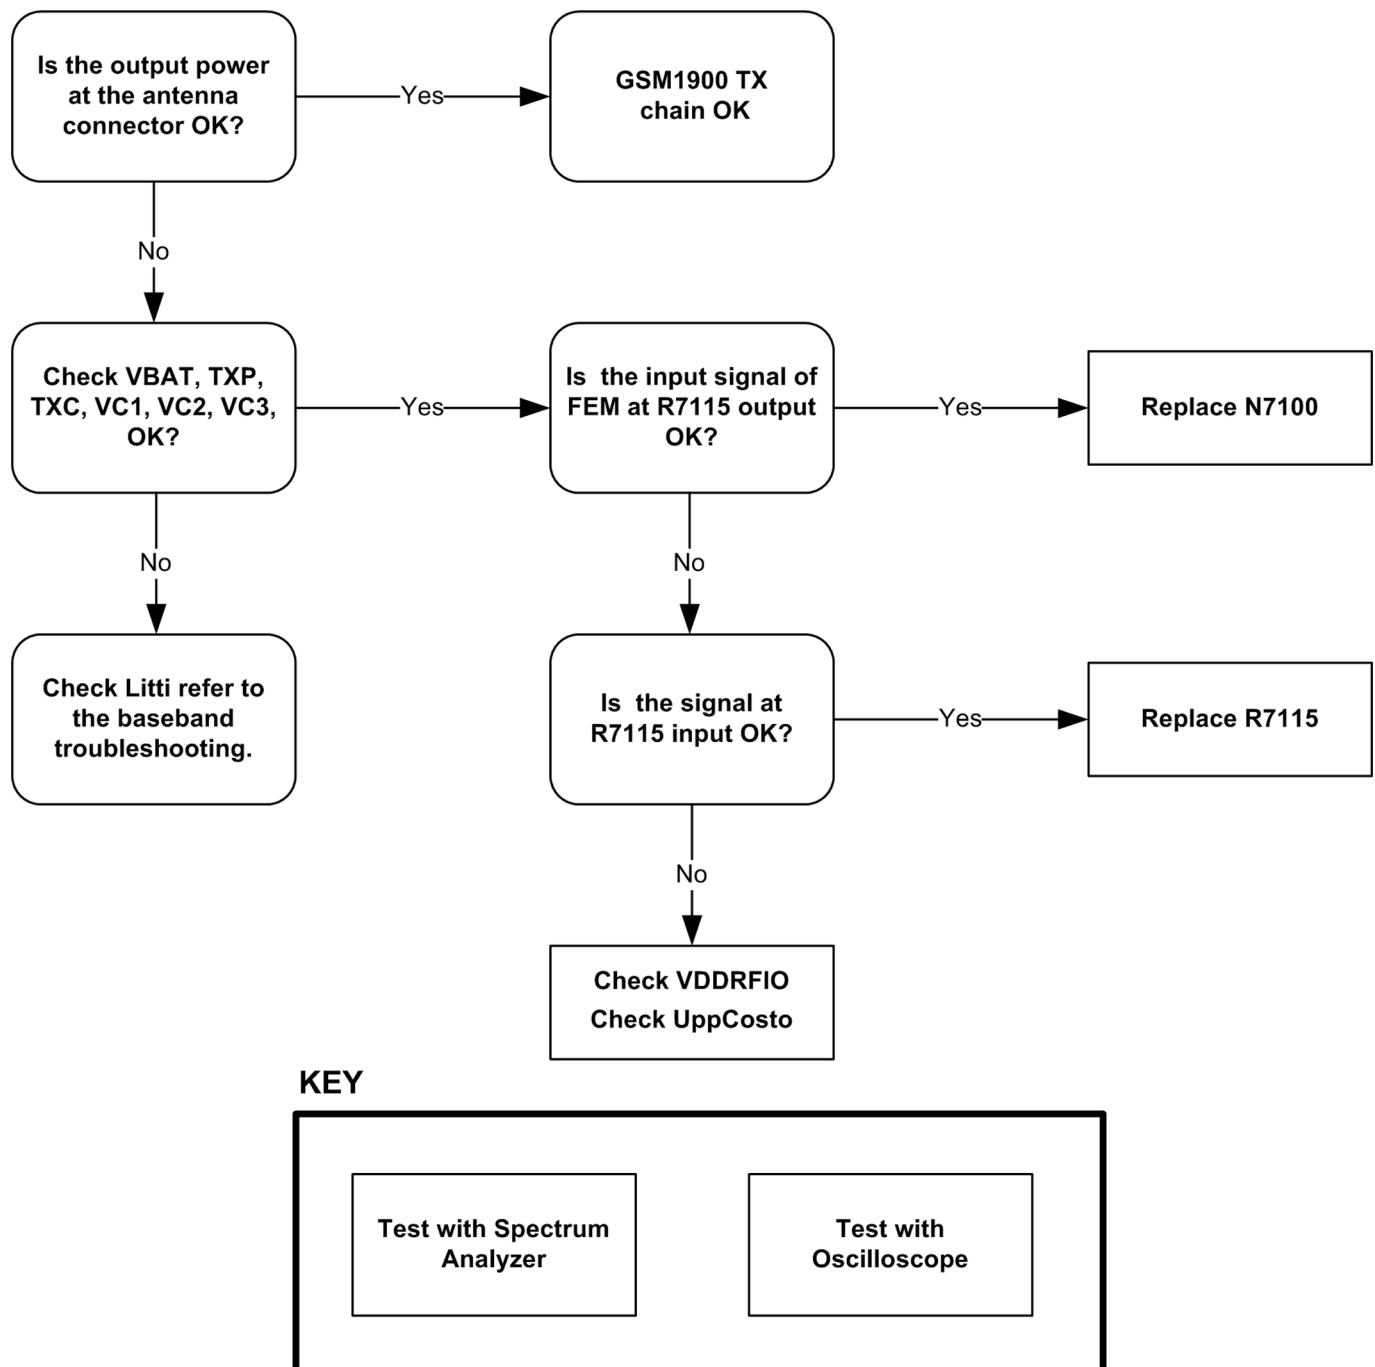 Is the output power
at the antenna
connector OK?
Yes
GSM1900 TX
chain OK
No
Check VBAT, TXP,
TXC, VC1, VC2, VC3,
OK?
Yes
Is the input signal of
FEM at R7115 output
OK?
Yes
Replace N7100
No
No
Check Litti refer to
the baseband
troubleshooting.
Is the signal at
R7115 input OK?
Yes
Replace R7115
No
Check VDDRFIO
Check UppCosto
KEY
Test with Spectrum
Analyzer
Test with
Oscilloscope